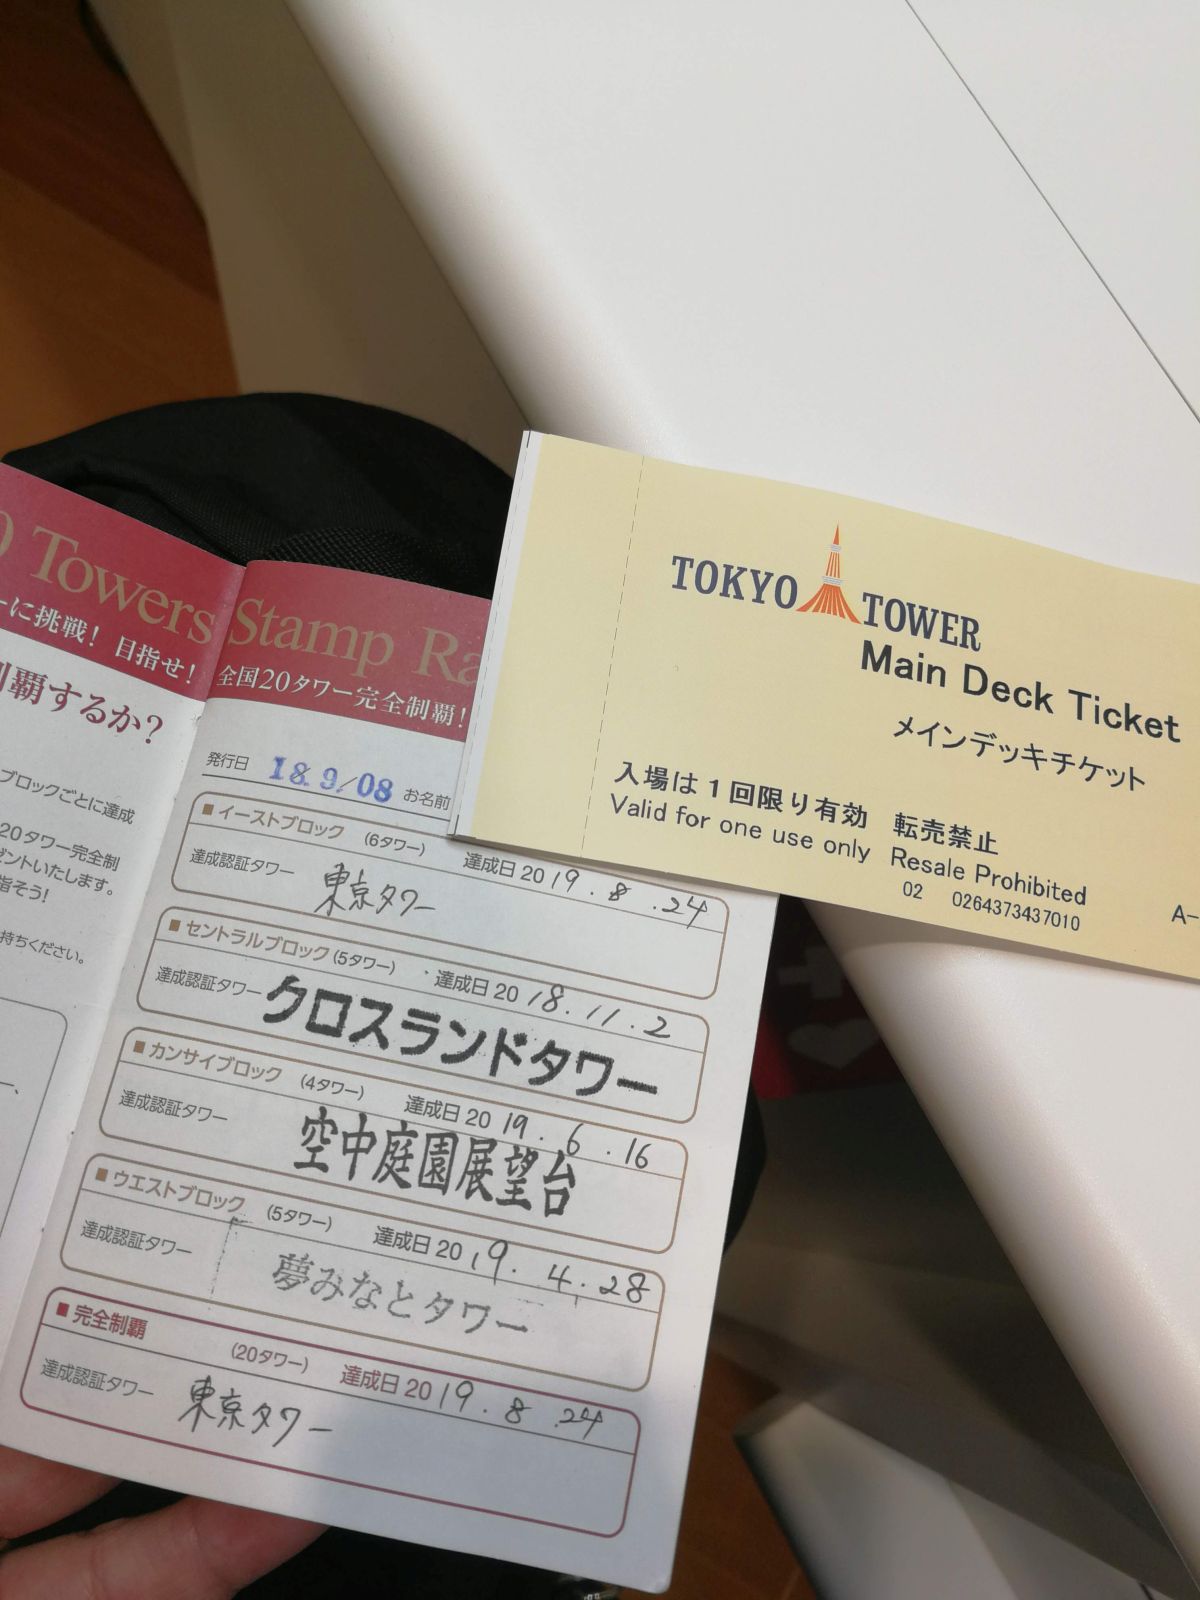 Towers Stamp Ra
ーに挑戦！ 目指せ！ 全国20タワー完全制覇！
覇するか？
ブロックごとに達成
20タワー完全制
ゼントいたします。
指そう！
持ちください。
発行日 18.9/08 お名前
■イーストブロック (6タワー) 達成日 2019.8.24
達成認証タワー 東京タワー
■セントラルブロック (5タワー) 達成日 2018.11.2
達成認証タワー クロスランドタワー
■カンサイブロック (4タワー) 達成日 2019.6.16
達成認証タワー 空中庭園展望台
■ウエストブロック (5タワー) 達成日 2019.4.28
達成認証タワー 夢みなとタワー
■完全制覇 (20タワー) 達成日 2019.8.24
達成認証タワー 東京タワー
TOKYO TOWER
Main Deck Ticket
メインデッキチケット
入場は1回限り有効 転売禁止
Valid for one use only Resale Prohibited
02 0264373437010
A-